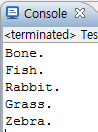 Console
<terminated> Tes
Bone.
Fish.
Rabbit.
Grass.
Zebra.